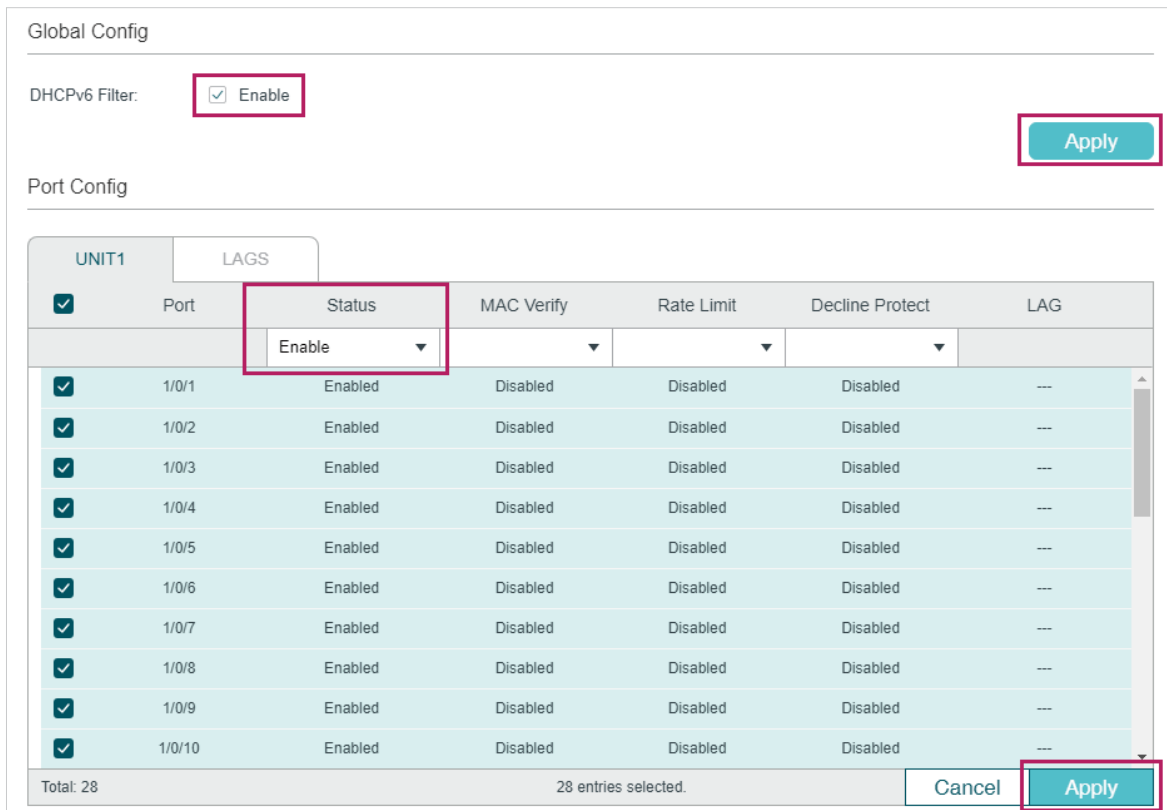 Global Config
DHCPv6 Filter: Enable
Apply
Port Config
UNIT1 LAGS
Port Status MAC Verify Rate Limit Decline Protect LAG
Enable
1/0/1 Enabled Disabled Disabled Disabled ---
1/0/2 Enabled Disabled Disabled Disabled ---
1/0/3 Enabled Disabled Disabled Disabled ---
1/0/4 Enabled Disabled Disabled Disabled ---
1/0/5 Enabled Disabled Disabled Disabled ---
1/0/6 Enabled Disabled Disabled Disabled ---
1/0/7 Enabled Disabled Disabled Disabled ---
1/0/8 Enabled Disabled Disabled Disabled ---
1/0/9 Enabled Disabled Disabled Disabled ---
1/0/10 Enabled Disabled Disabled Disabled ---
Total: 28 28 entries selected. Cancel Apply